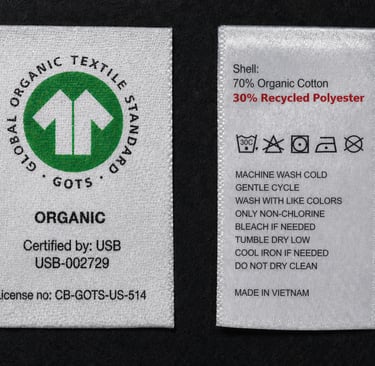 GLOBAL ORGANIC TEXTILE STANDARD
· GOTS ·
ORGANIC
Certified by: USB
USB-002729
License no: CB-GOTS-US-514
Shell:
70% Organic Cotton
30% Recycled Polyester
30C
MACHINE WASH COLD
GENTLE CYCLE
WASH WITH LIKE COLORS
ONLY NON-CHLORINE
BLEACH IF NEEDED
TUMBLE DRY LOW
COOL IRON IF NEEDED
DO NOT DRY CLEAN
MADE IN VIETNAM